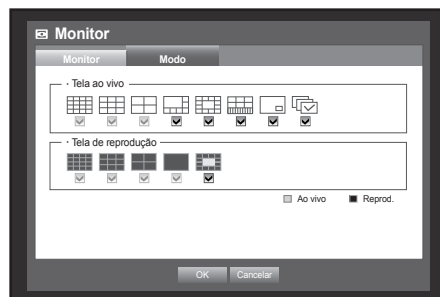 Monitor
Monitor Modo
· Tela ao vivo
· Tela de reprodução
Ao vivo Reprod.
OK Cancelar